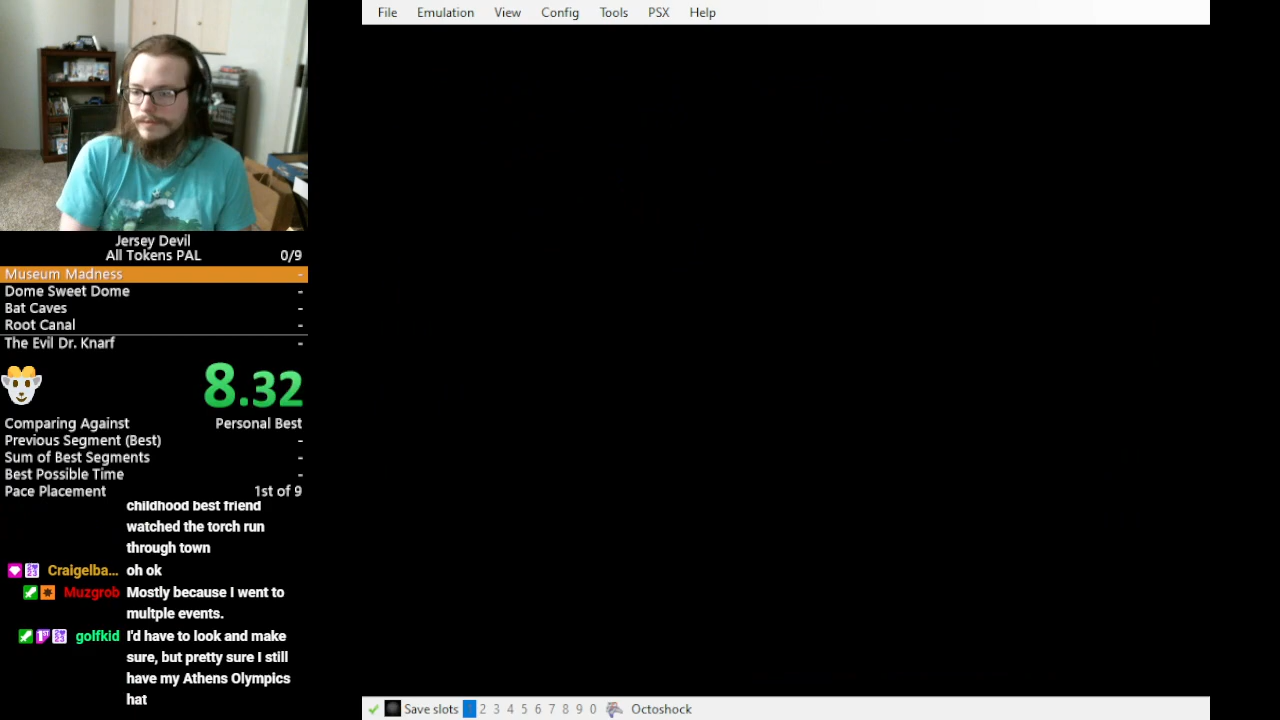 File Emulation View Config Tools PSX Help
Jersey Devil
All Tokens PAL 0/9
Museum Madness -
Dome Sweet Dome -
Bat Caves -
Root Canal -
The Evil Dr. Knarf -
8.32
Comparing Against Personal Best
Previous Segment (Best) -
Sum of Best Segments -
Best Possible Time -
Pace Placement 1st of 9
childhood best friend
watched the torch run
through town
Craigelba... oh ok
Muzgrob Mostly because I went to
multple events.
golfkid I'd have to look and make
sure, but pretty sure I still
have my Athens Olympics
hat
Save slots 1 2 3 4 5 6 7 8 9 0 Octoshock